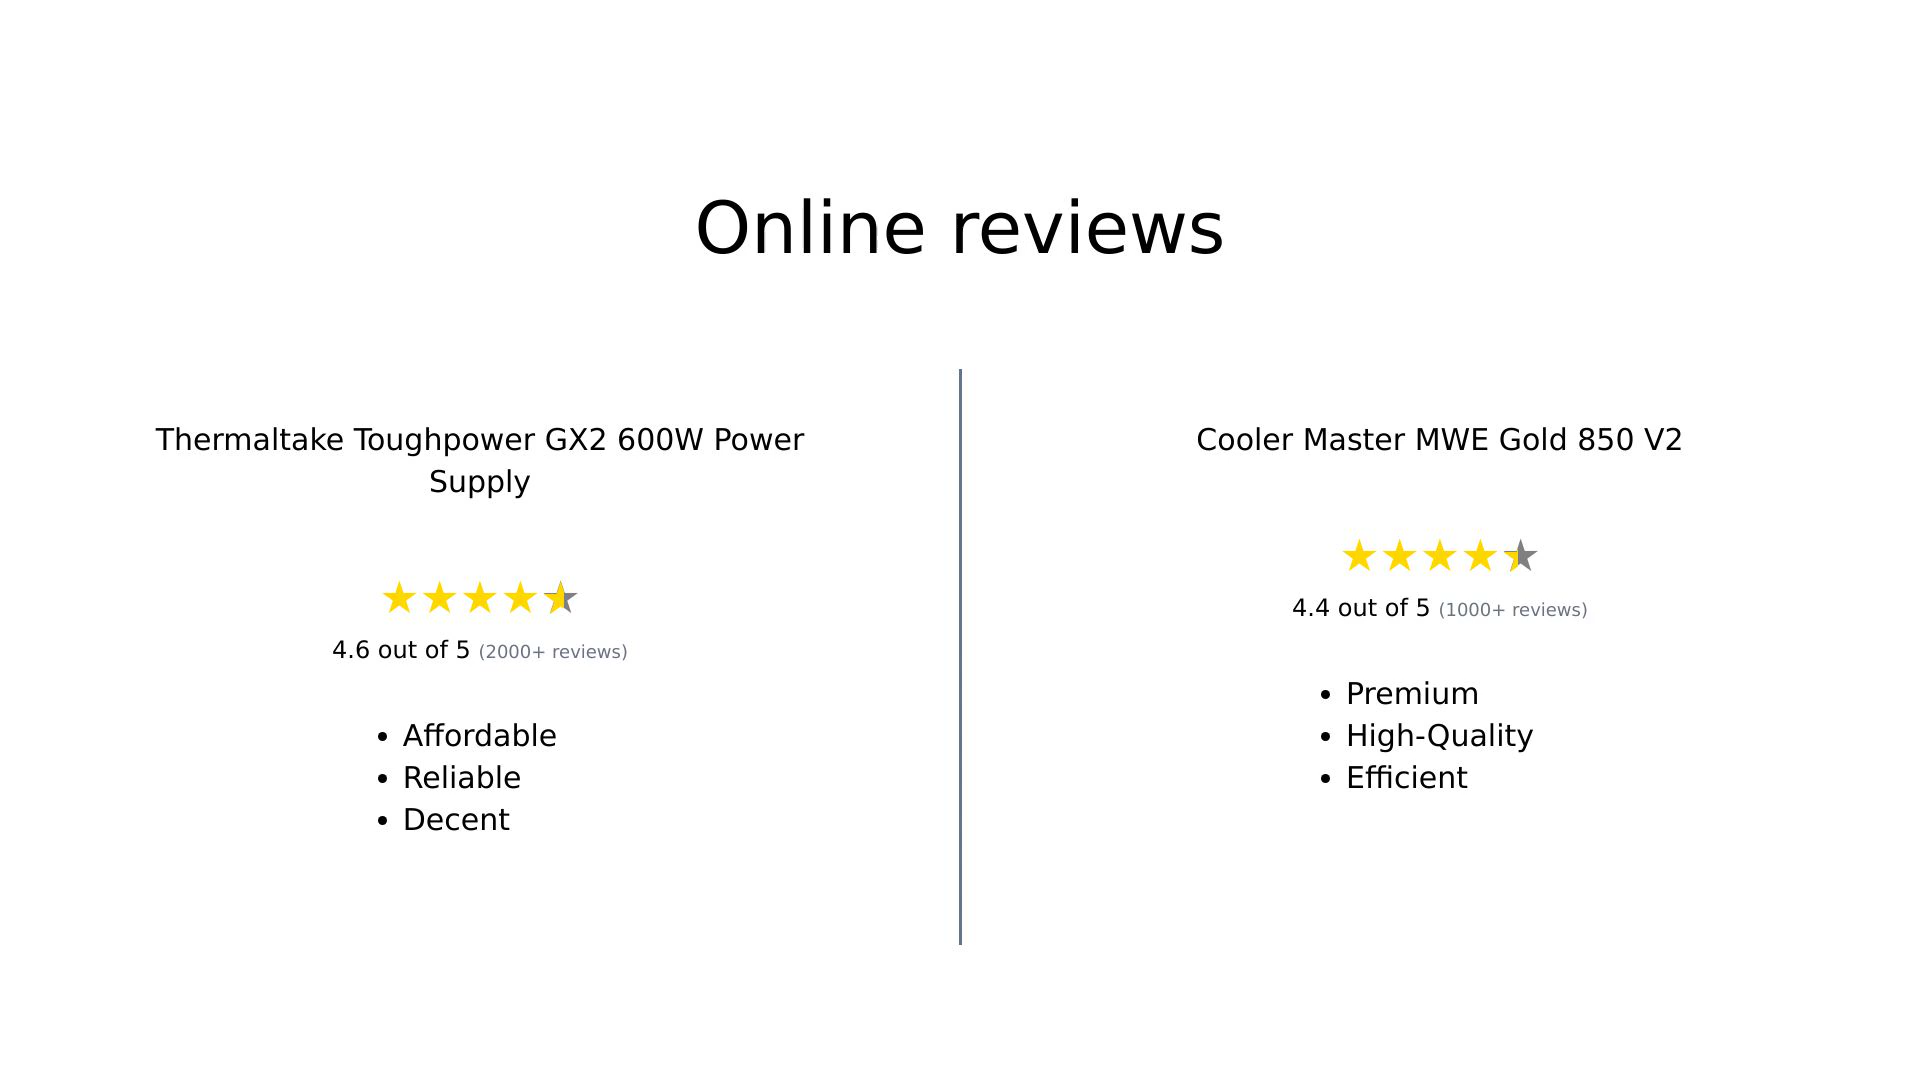 Online reviews
Thermaltake Toughpower GX2 600W Power
Supply
4.6 out of 5 (2000+ reviews)
• Affordable
• Reliable
• Decent
Cooler Master MWE Gold 850 V2
4.4 out of 5 (1000+ reviews)
• Premium
• High-Quality
• Efficient